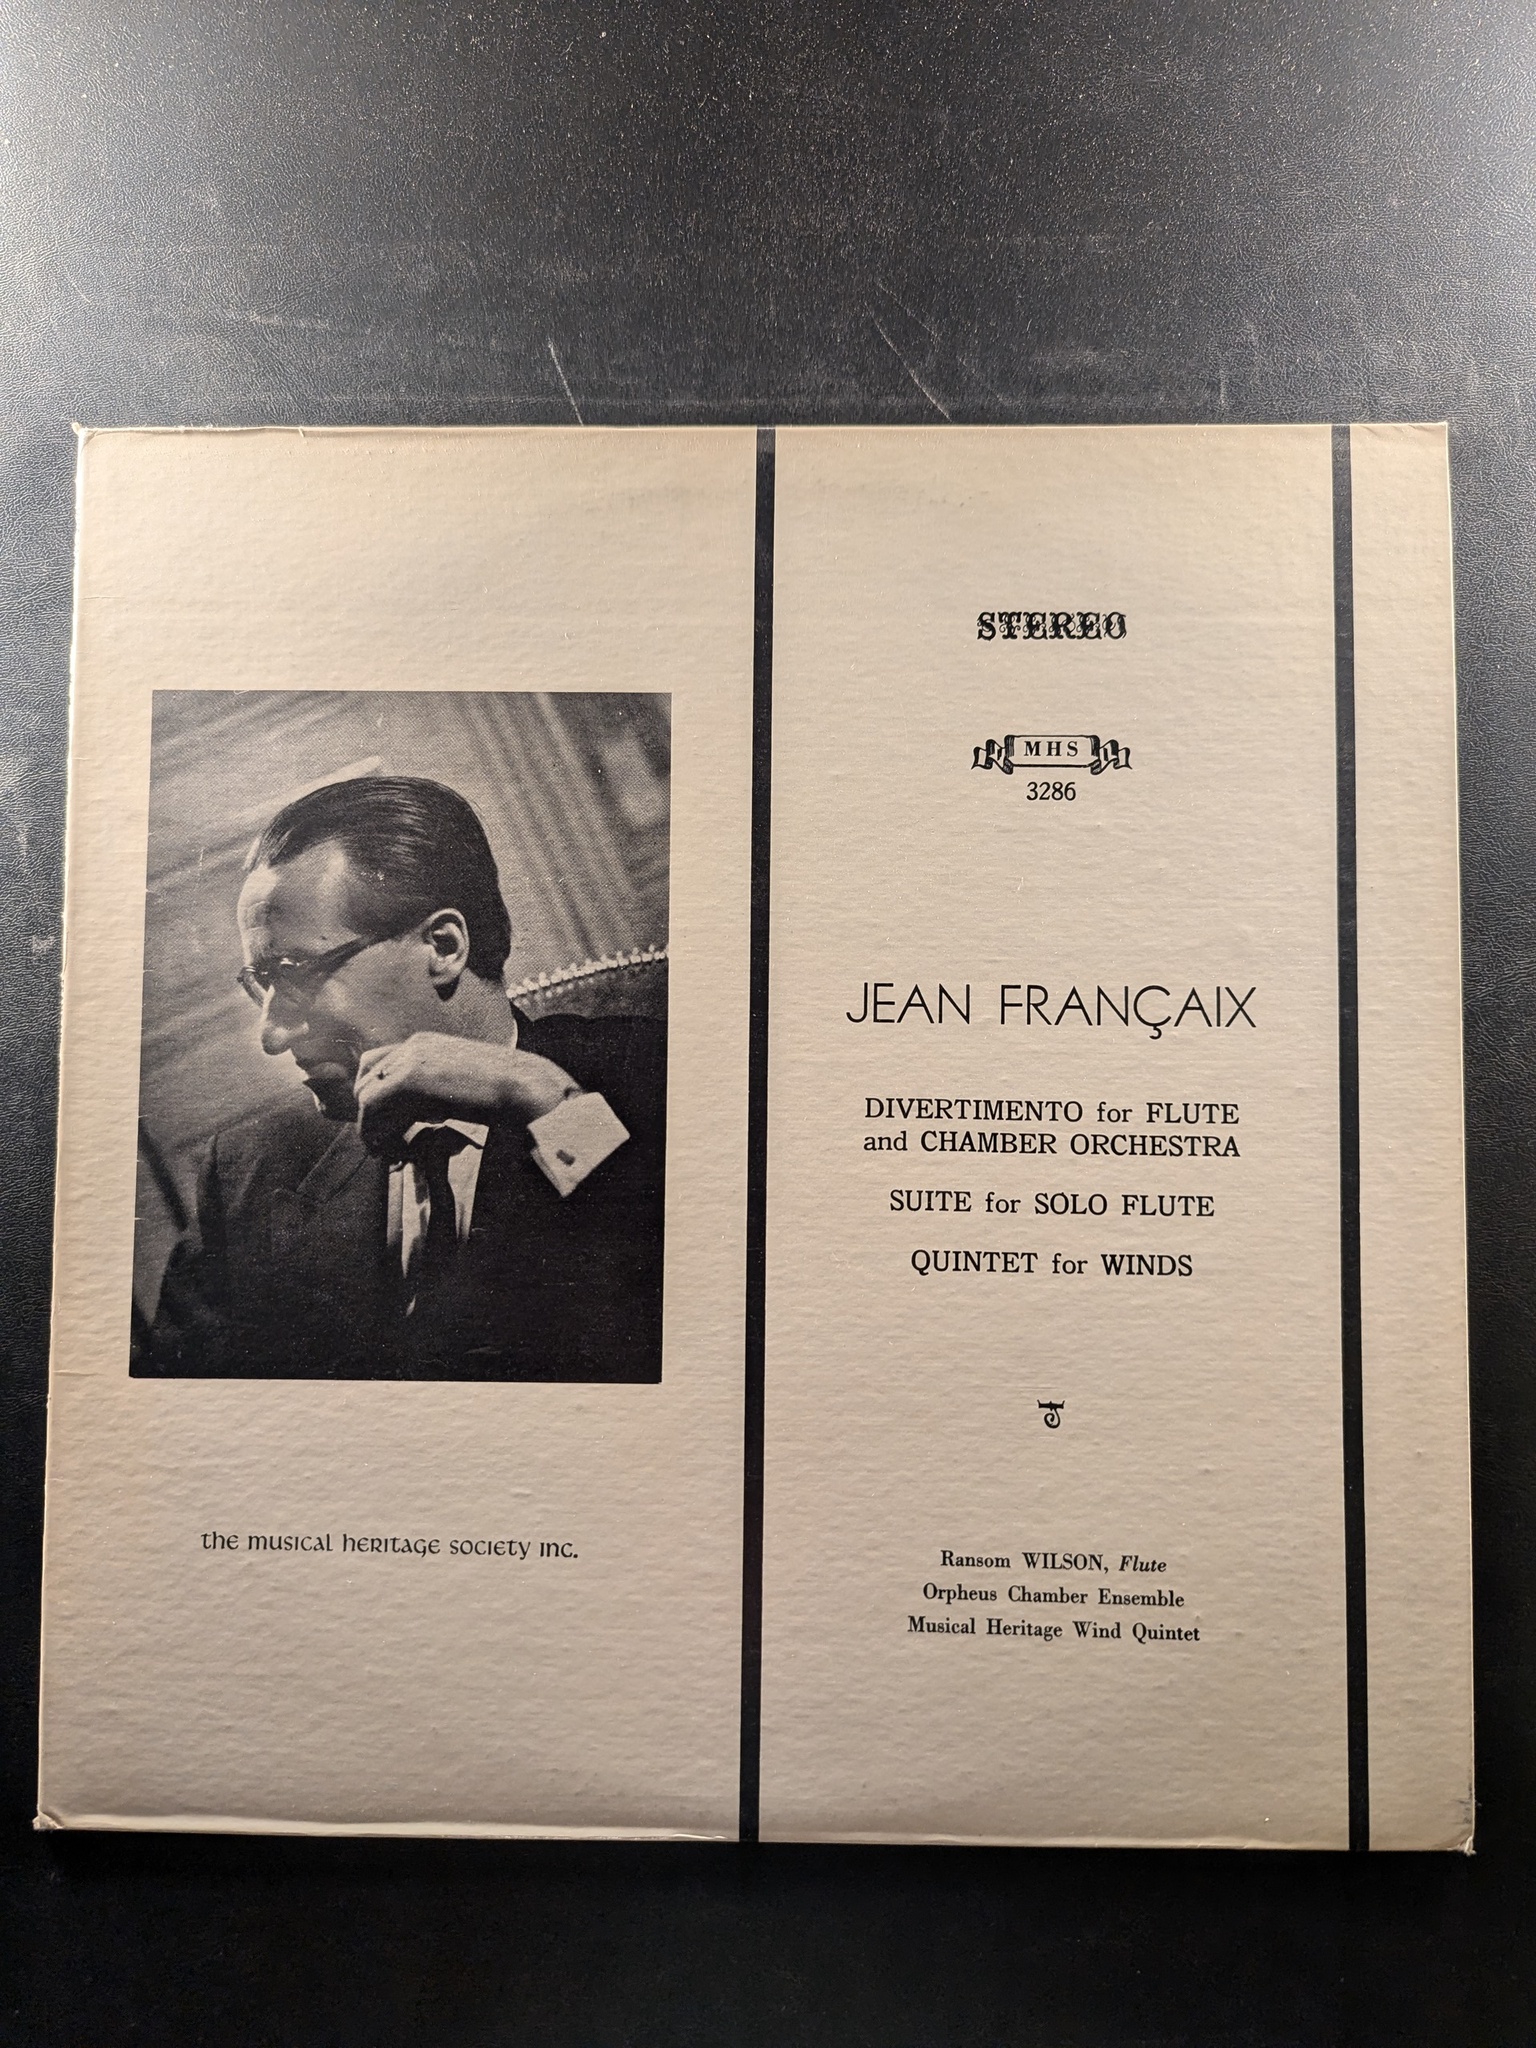 STEREO
MHS
3286
JEAN FRANÇAIX
DIVERTIMENTO for FLUTE
and CHAMBER ORCHESTRA
SUITE for SOLO FLUTE
QUINTET for WINDS
the musical heritage society inc.
Ransom WILSON, Flute
Orpheus Chamber Ensemble
Musical Heritage Wind Quintet